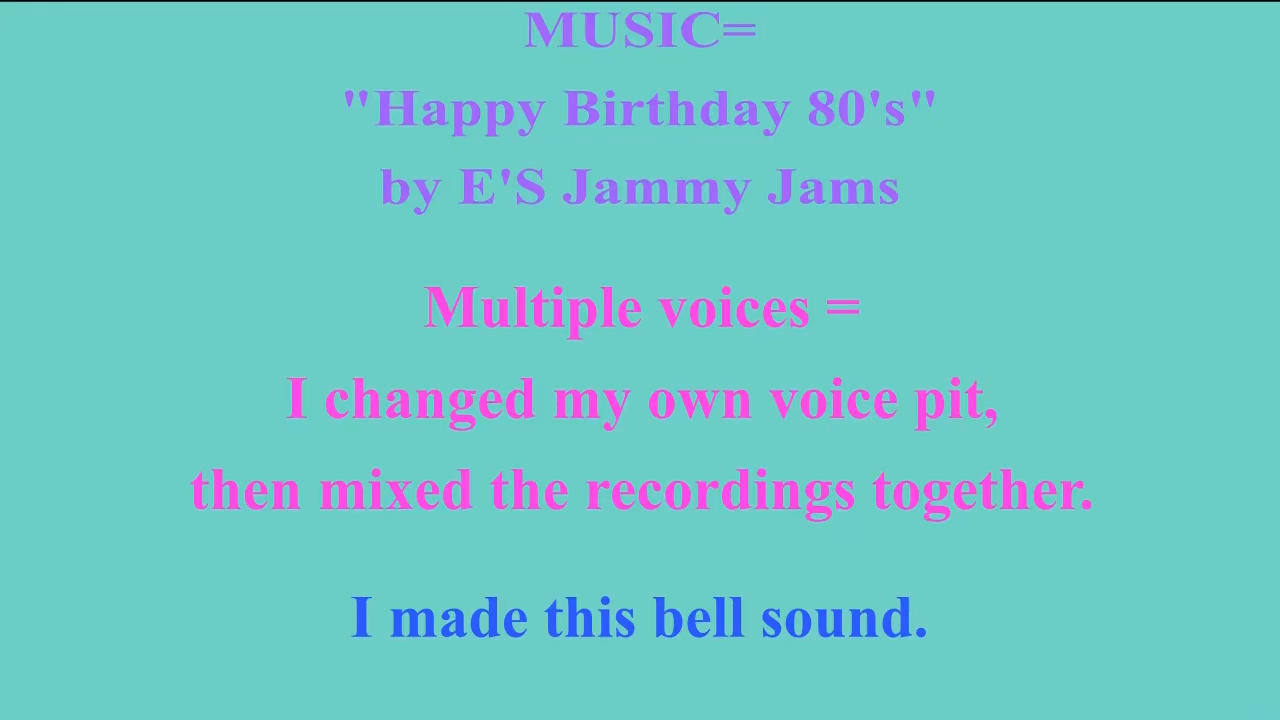 MUSIC=
"Happy Birthday 80's"
by E'S Jammy Jams
Multiple voices =
I changed my own voice pit,
then mixed the recordings together.
I made this bell sound.